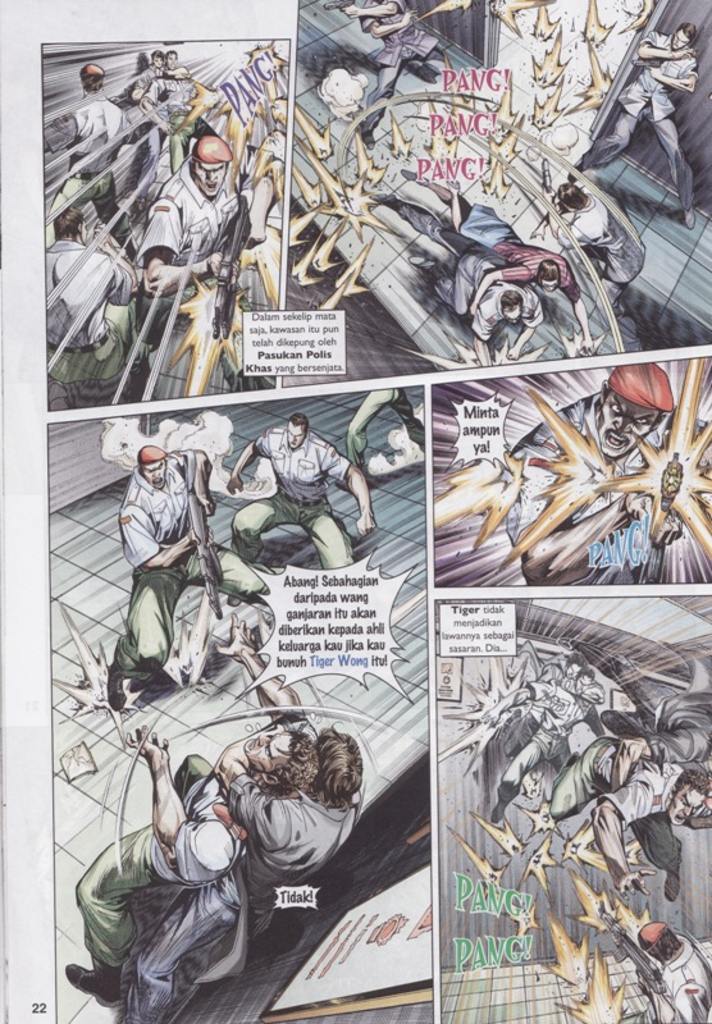 PANG!
Dalam sekelip mata
saja, kawasan itu pun
telah dikepung oleh
Pasukan Polis
Khas yang bersenjata.
PANG!
PANG!
PANG!
Abang! Sebahagian
daripada wang
ganjaran itu akan
diberikan kepada ahli
keluarga kau jika kau
bunuh Tiger Wong itu!
Tidak!
Minta
ampun
ya!
PANG!
Tiger tidak
menjadikan
lawannya sebagai
sasaran. Dia...
PANG!
PANG!
22